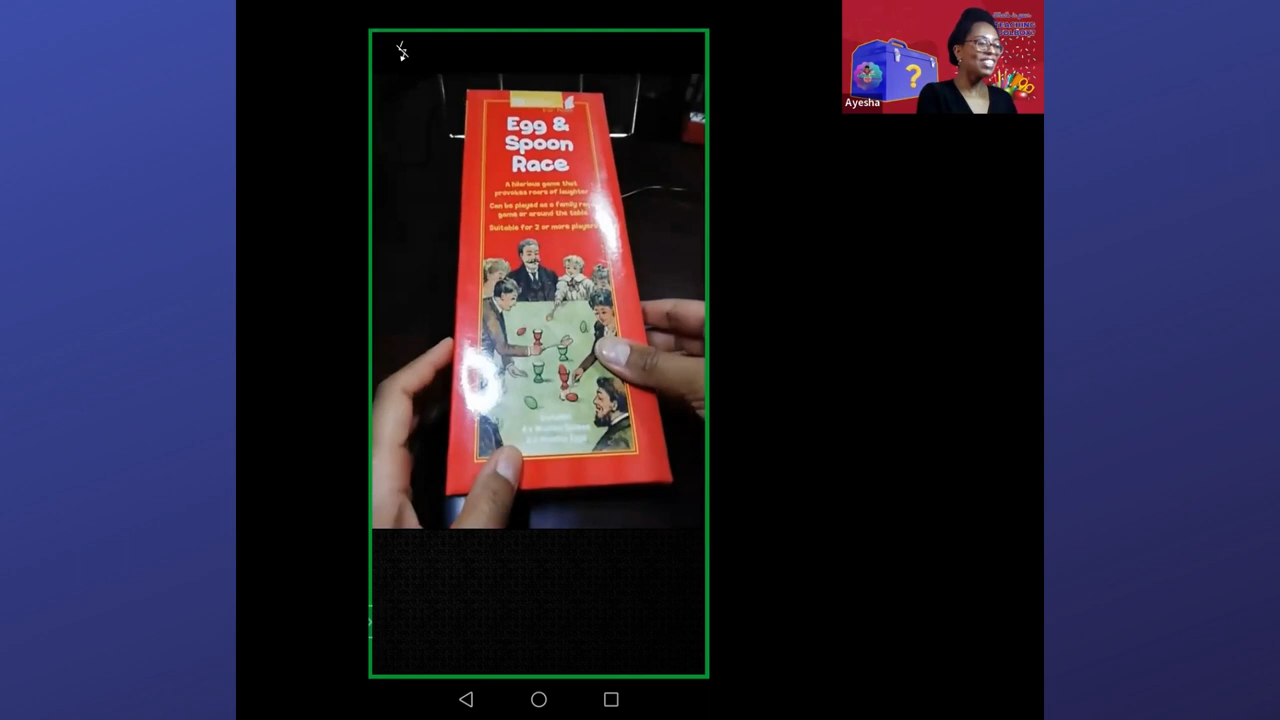 Egg &
Spoon
Race
A hilarious game that
provokes roars of laughter
Can be played as a family
game or around the table
Suitable for 2 or more players
Ayesha
TEACHING
?